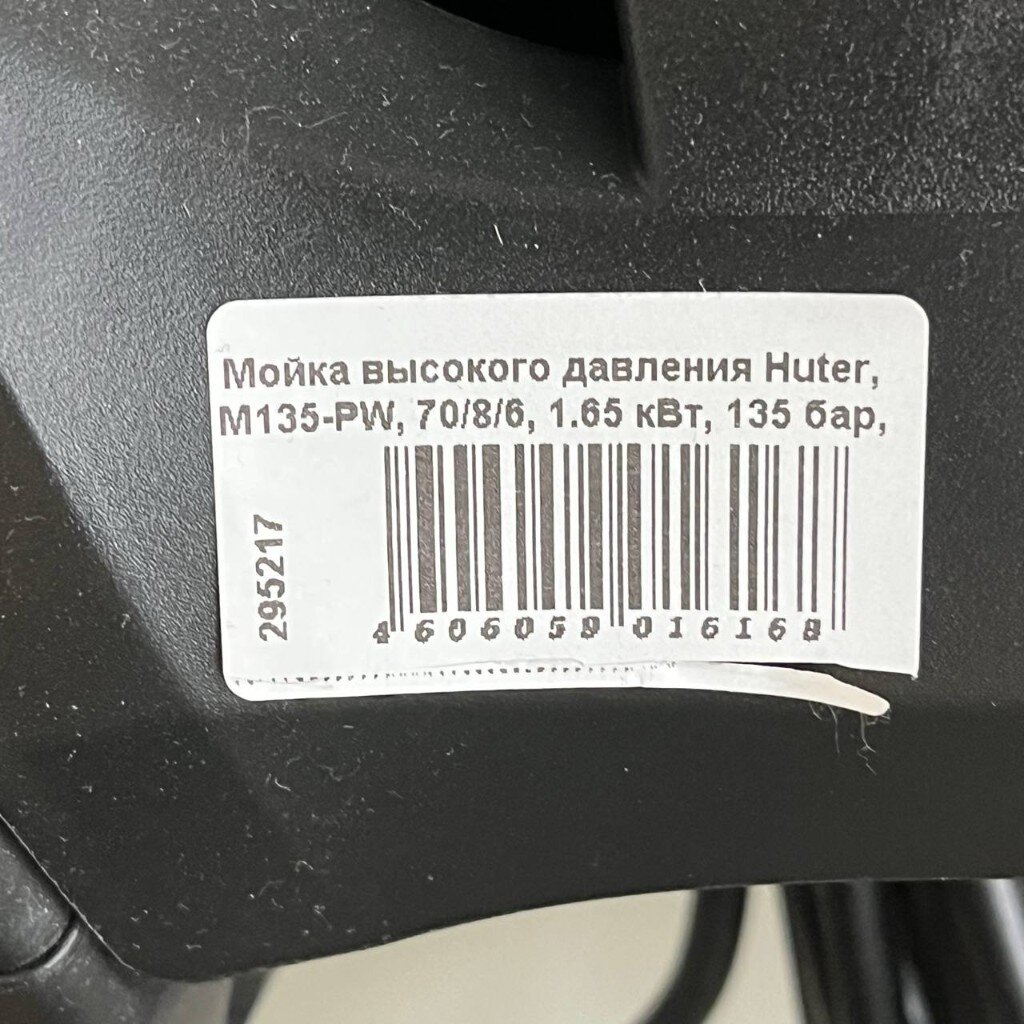 Мойка высокого давления Huter,
М135-PW, 70/8/6, 1.65 кВт, 135 бар,
295217
4 606059 016168